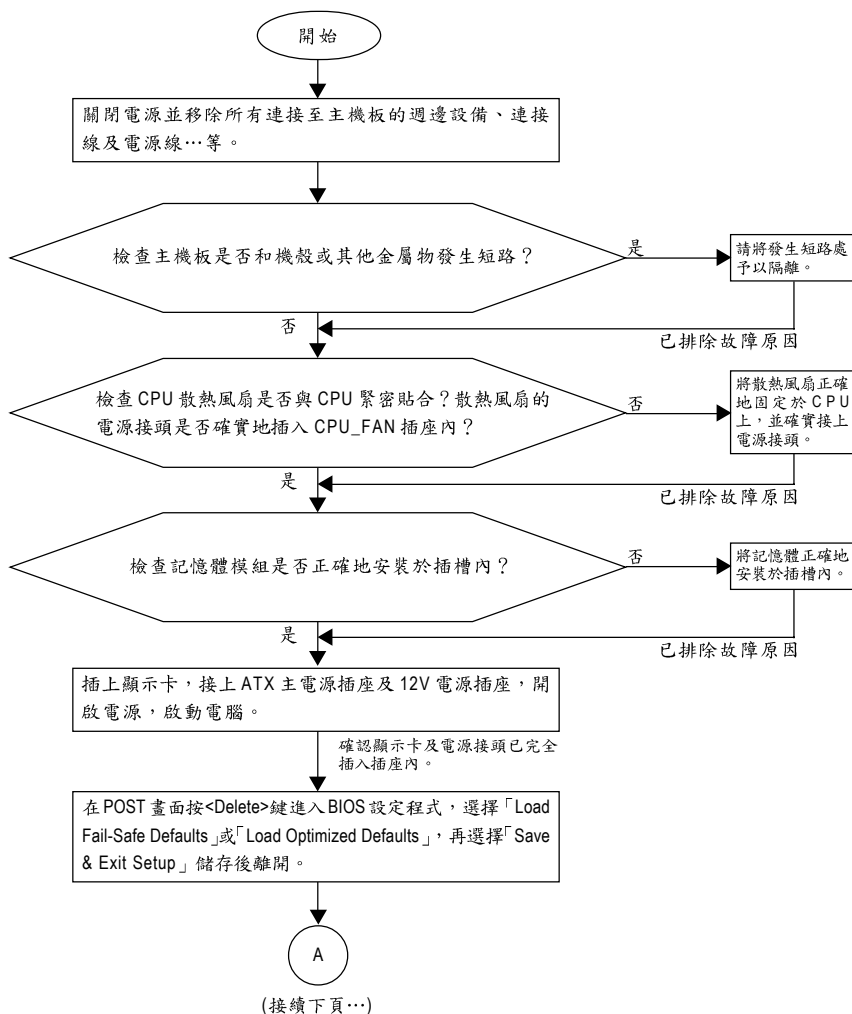 開始
關閉電源並移除所有連接至主機板的週邊設備、連接
線及電源線…等。
檢查主機板是否和機殼或其他金屬物發生短路？
是
請將發生短路處
予以隔離。
否
已排除故障原因
檢查 CPU 散熱風扇是否與 CPU 緊密貼合？散熱風扇的
電源接頭是否確實地插入 CPU_FAN 插座內？
否
將散熱風扇正確
地固定於 CPU
上，並確實接上
電源接頭。
是
已排除故障原因
檢查記憶體模組是否正確地安裝於插槽內？
否
將記憶體正確地
安裝於插槽內。
是
已排除故障原因
插上顯示卡，接上 ATX 主電源插座及 12V 電源插座，開
啟電源，啟動電腦。
確認顯示卡及電源接頭已完全
插入插座內。
在 POST 畫面按<Delete>鍵進入 BIOS 設定程式，選擇「Load
Fail-Safe Defaults」或「Load Optimized Defaults」，再選擇「Save
& Exit Setup」儲存後離開。
A
(接續下頁…)